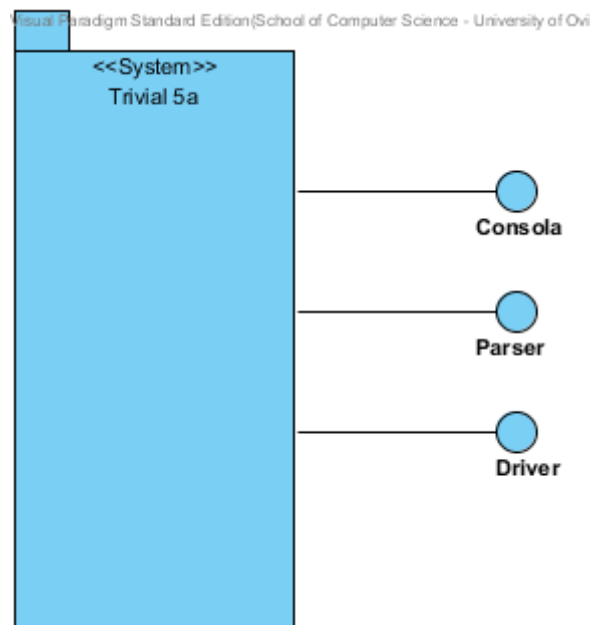 Visual Paradigm Standard Edition(School of Computer Science - University of Ovi
<<System>>
Trivial 5a
Consola
Parser
Driver